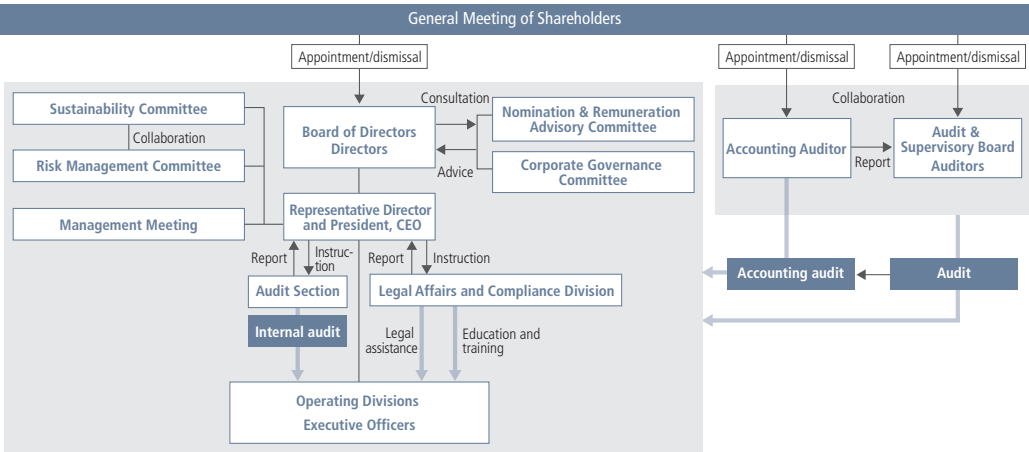 General Meeting of Shareholders
Appointment/dismissal
Appointment/dismissal
Appointment/dismissal
Sustainability Committee
Collaboration
Risk Management Committee
Management Meeting
Board of Directors
Directors
Consultation
Advice
Nomination & Remuneration
Advisory Committee
Corporate Governance
Committee
Representative Director
and President, CEO
Report
Instruc-
tion
Report
Instruction
Audit Section
Legal Affairs and Compliance Division
Internal audit
Legal
assistance
Education and
training
Operating Divisions
Executive Officers
Collaboration
Accounting Auditor
Report
Audit &
Supervisory Board
Auditors
Accounting audit
Audit